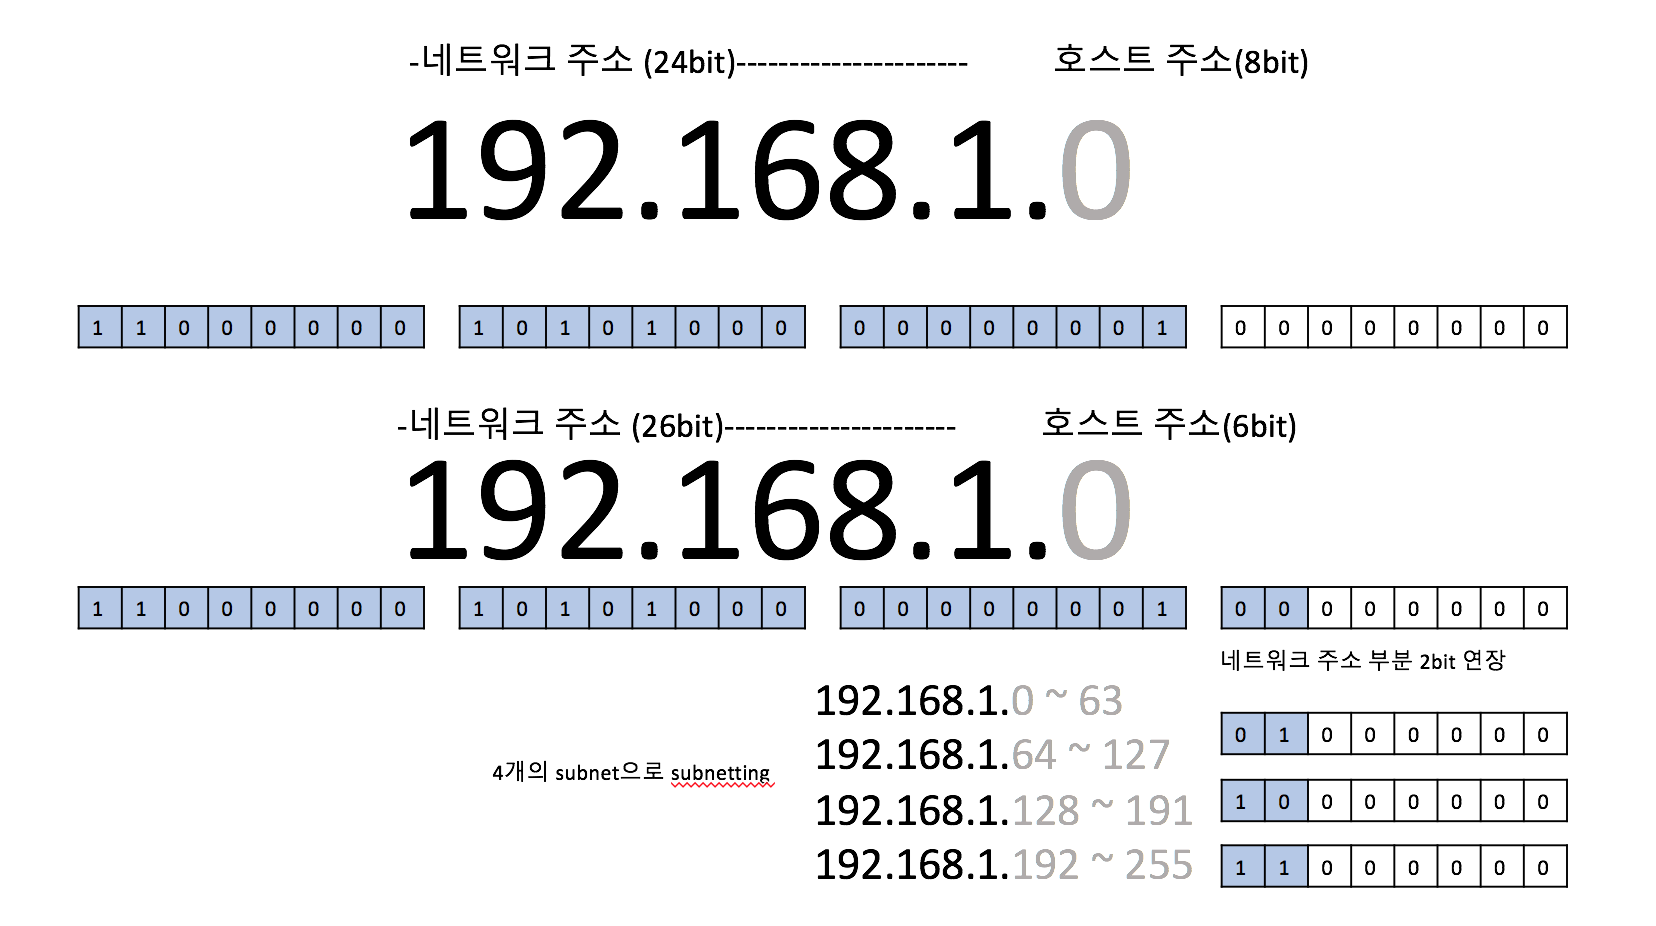 -네트워크 주소 (24bit)---------------------- 호스트 주소(8bit)
192.168.1.0
1 1 0 0 0 0 0 0 1 0 1 0 1 0 0 0 0 0 0 0 0 0 0 1 0 0 0 0 0 0 0 0
-네트워크 주소 (26bit)---------------------- 호스트 주소(6bit)
192.168.1.0
1 1 0 0 0 0 0 0 1 0 1 0 1 0 0 0 0 0 0 0 0 0 0 1 0 0 0 0 0 0 0 0
네트워크 주소 부분 2bit 연장
4개의 subnet으로 subnetting
192.168.1.0 ~ 63
192.168.1.64 ~ 127
192.168.1.128 ~ 191
192.168.1.192 ~ 255
0 1 0 0 0 0 0 0
1 0 0 0 0 0 0 0
1 1 0 0 0 0 0 0